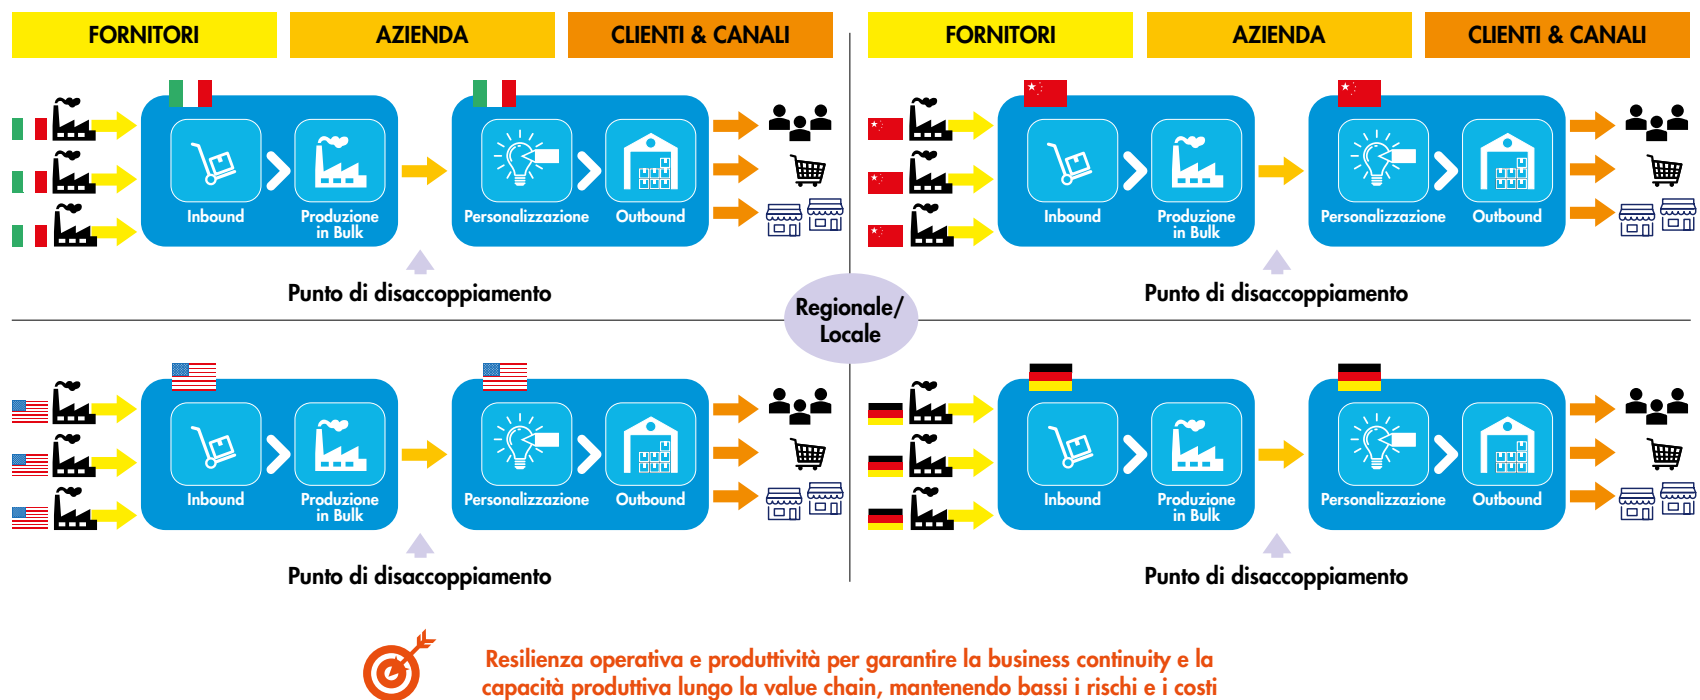 FORNITORI
AZIENDA
CLIENTI & CANALI
Inbound
Produzione
in Bulk
Personalizzazione
Outbound
Punto di disaccoppiamento
FORNITORI
AZIENDA
CLIENTI & CANALI
Inbound
Produzione
in Bulk
Personalizzazione
Outbound
Punto di disaccoppiamento
Regionale/
Locale
Inbound
Produzione
in Bulk
Personalizzazione
Outbound
Punto di disaccoppiamento
Inbound
Produzione
in Bulk
Personalizzazione
Outbound
Punto di disaccoppiamento
Resilienza operativa e produttività per garantire la business continuity e la
capacità produttiva lungo la value chain, mantenendo bassi i rischi e i costi